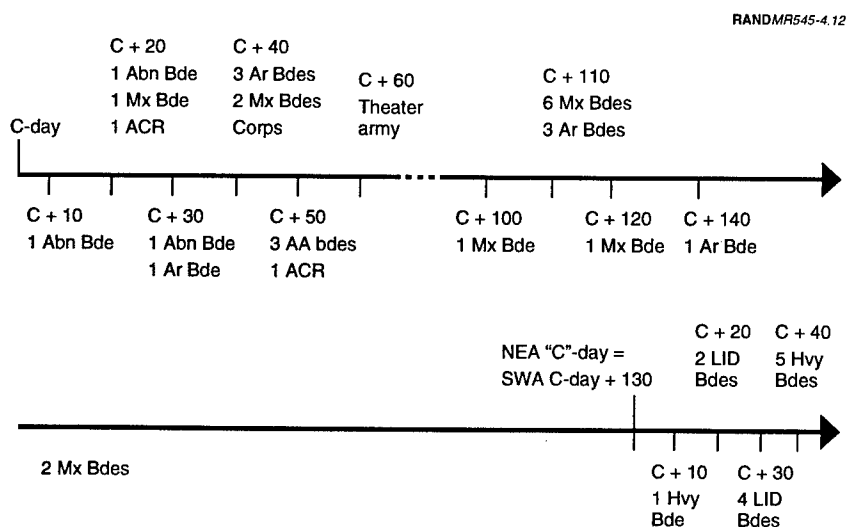 RANDMR545-4.12
C-day
C + 20
1 Abn Bde
1 Mx Bde
1 ACR
C + 40
3 Ar Bdes
2 Mx Bdes
Corps
C + 60
Theater
army
C + 110
6 Mx Bdes
3 Ar Bdes
C + 10
1 Abn Bde
C + 30
1 Abn Bde
1 Ar Bde
C + 50
3 AA bdes
1 ACR
C + 100
1 Mx Bde
C + 120
1 Mx Bde
C + 140
1 Ar Bde
NEA “C”-day =
SWA C-day + 130
C + 20
2 LID
Bdes
C + 40
5 Hvy
Bdes
2 Mx Bdes
C + 10
1 Hvy
Bde
C + 30
4 LID
Bdes